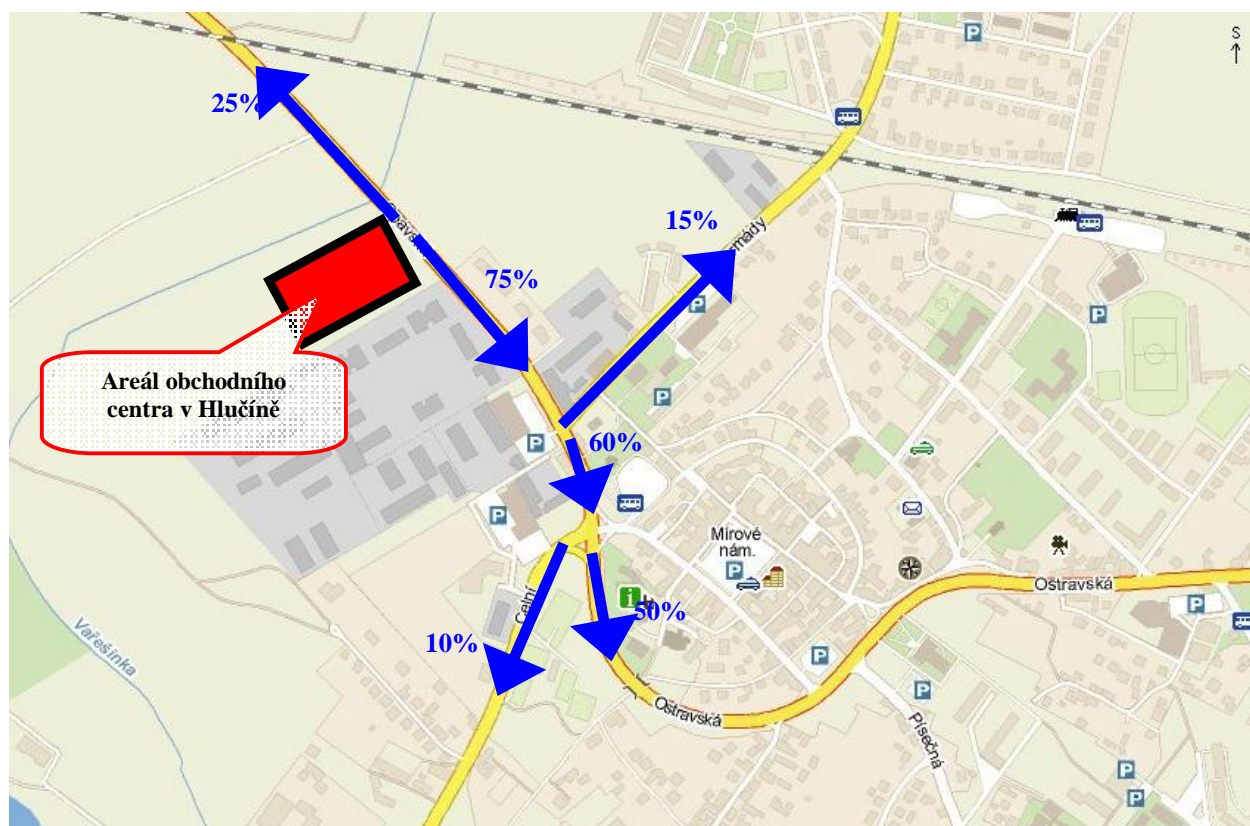 S
25%
15%
75%
Areál obchodního
centra v Hlučíně
60%
Mírové
nám.
Ostravská
Celní
50%
10%
Vařešinka
Ostravská
Písečná